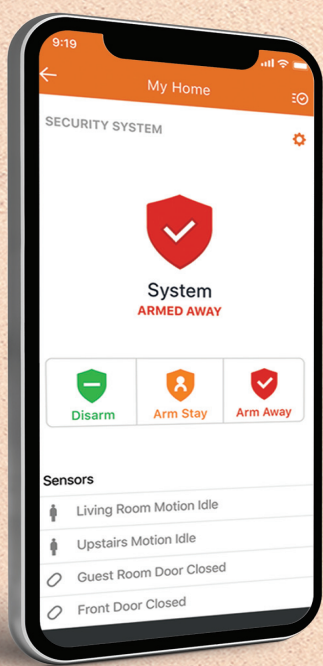 9:19
My Home
SECURITY SYSTEM
System
ARMED AWAY
Disarm Arm Stay Arm Away
Sensors
Living Room Motion Idle
Upstairs Motion Idle
Guest Room Door Closed
Front Door Closed